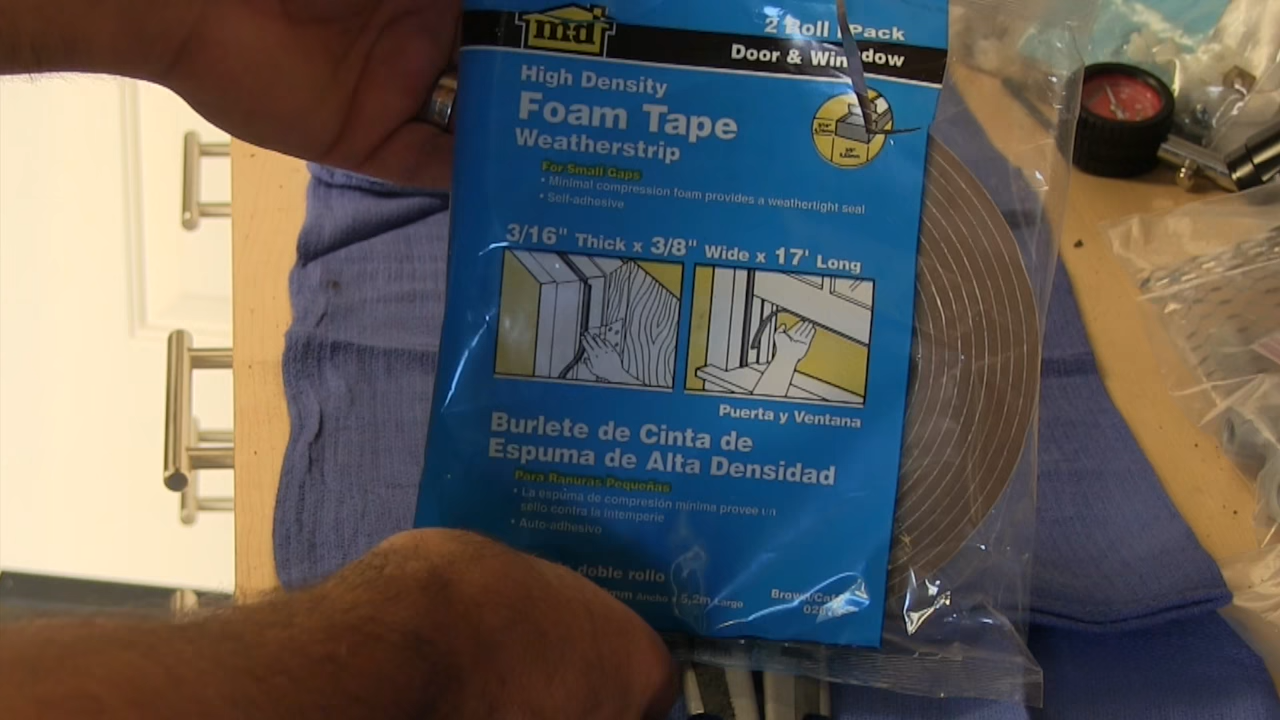 m-d
2 Roll Pack
Door & Window
High Density
Foam Tape
Weatherstrip
For Small Gaps
• Minimal compression foam provides a weathertight seal
• Self-adhesive
3/16" Thick x 3/8" Wide x 17' Long
Puerta y Ventana
Burlete de Cinta de
Espuma de Alta Densidad
Para Ranuras Pequeñas
• La espuma de compresión mínima provee un
sello contra la intemperie
• Auto-adhesivo
doble rollo
mm Ancho x 5,2m Largo